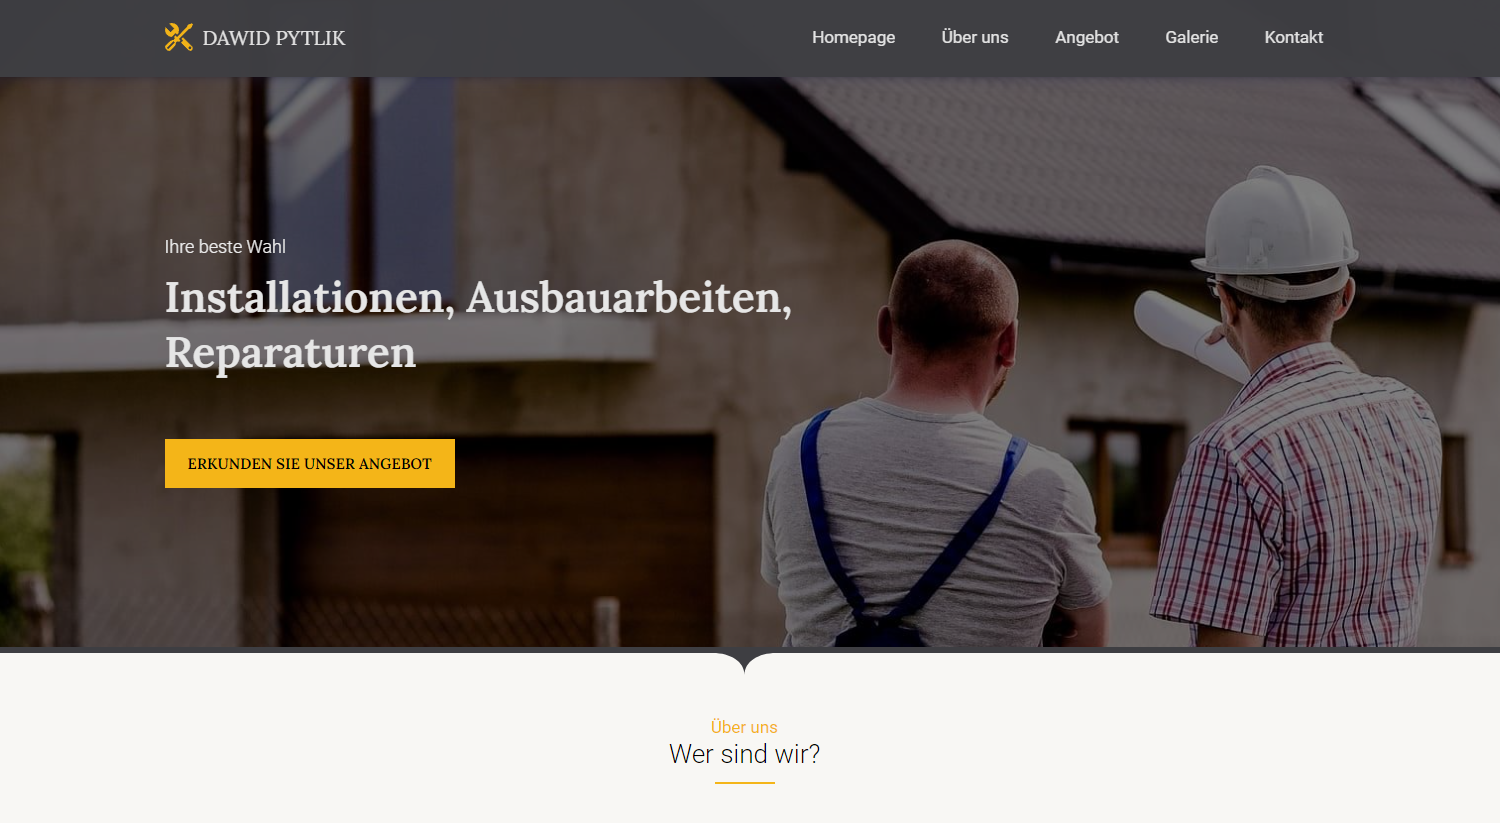 DAWID PYTLIK
Homepage
Über uns
Angebot
Galerie
Kontakt
Ihre beste Wahl
Installationen, Ausbauarbeiten,
Reparaturen
ERKUNDEN SIE UNSER ANGEBOT
Über uns
Wer sind wir?